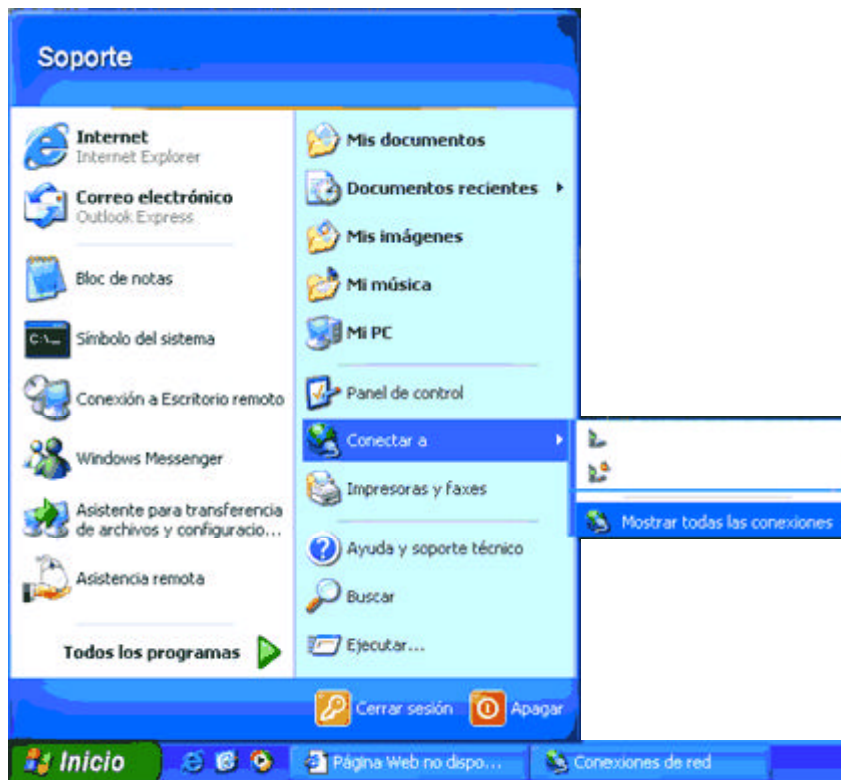 Soporte
Internet
Internet Explorer
Correo electrónico
Outlook Express
Bloc de notas
Símbolo del sistema
Conexión a Escritorio remoto
Windows Messenger
Asistente para transferencia
de archivos y configuracio...
Asistencia remota
Todos los programas
Mis documentos
Documentos recientes
Mis imágenes
Mi música
Mi PC
Panel de control
Conectar a
Impresoras y faxes
Ayuda y soporte técnico
Buscar
Ejecutar...
Mostrar todas las conexiones
Cerrar sesión
Apagar
Inicio
Página Web no dispo...
Conexiones de red